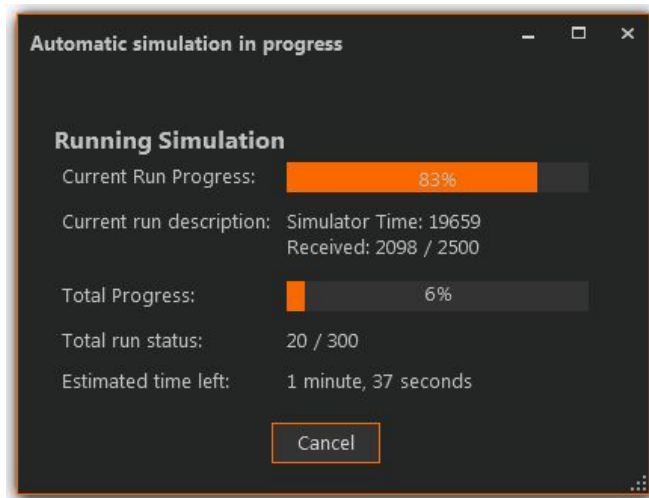 Automatic simulation in progress
Running Simulation
Current Run Progress: 83%
Current run description: Simulator Time: 19659
Received: 2098 / 2500
Total Progress: 6%
Total run status: 20 / 300
Estimated time left: 1 minute, 37 seconds
Cancel